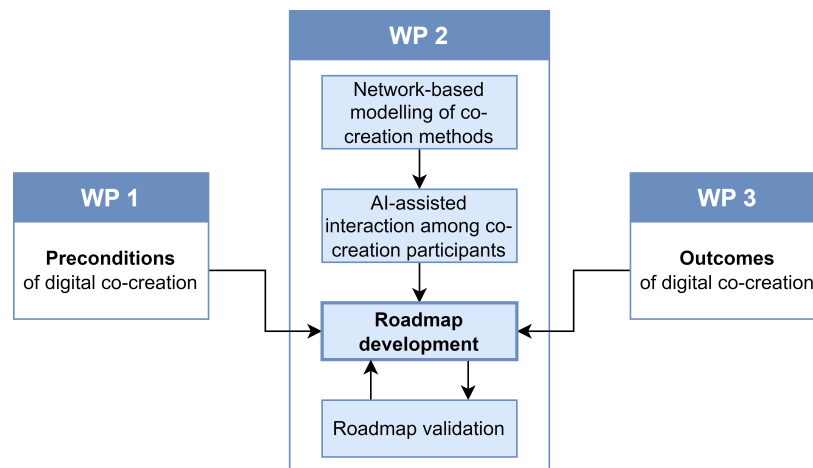 WP 2
Network-based
modelling of co-
creation methods
WP 1
Preconditions
of digital co-creation
AI-assisted
interaction among co-
creation participants
WP 3
Outcomes
of digital co-creation
Roadmap
development
Roadmap validation